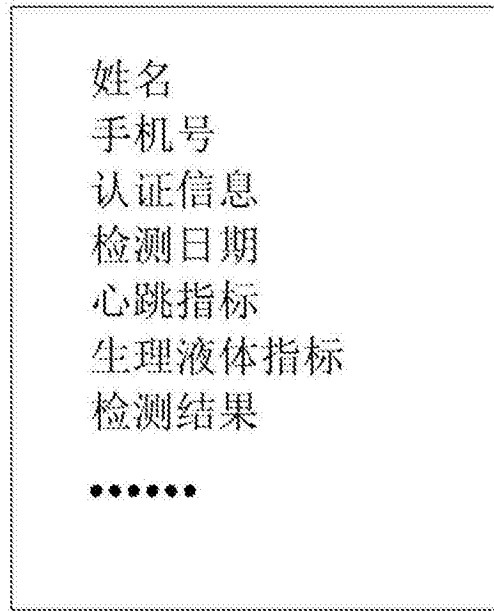 姓名
手机号
认证信息
检测日期
心跳指标
生理液体指标
检测结果
••••••